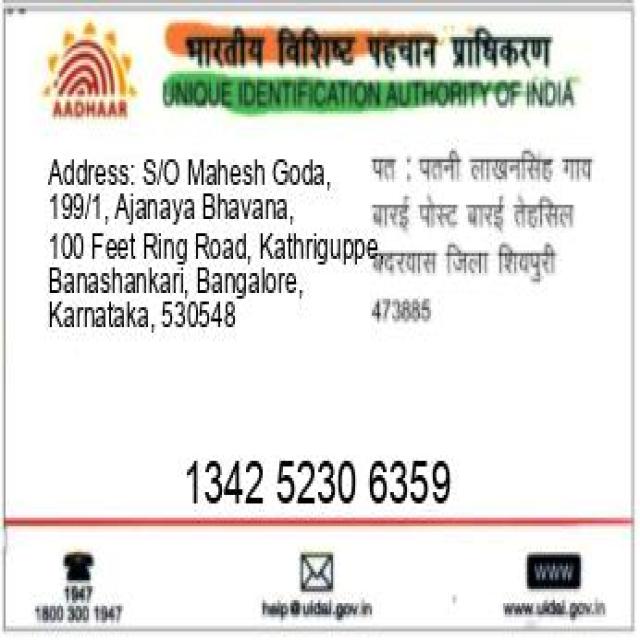 भारतीय विशिष्ट पहचान प्राधिकरण
AADHAAR
UNIQUE IDENTIFICATION AUTHORITY OF INDIA
Address: S/O Mahesh Goda,
199/1, Ajanaya Bhavana,
100 Feet Ring Road, Kathriguppe,
Banashankari, Bangalore,
Karnataka, 530548
पत : पतनी लाखनसिंह गाव
बारई पोस्ट बारई तेहसिल
बदरवास जिला शिवपुरी
473885
1342 5230 6359
1947
1800 300 1947
help@uidai.gov.in
WWW
www.uidai.gov.in